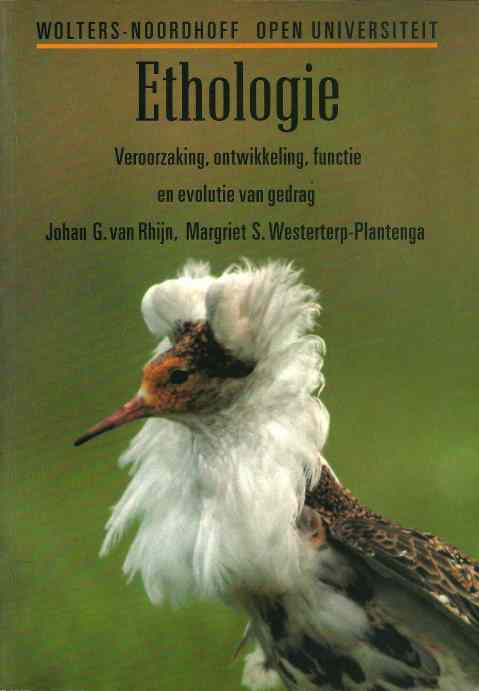 WOLTERS-NOORDHOFF OPEN UNIVERSITEIT
Ethologie
Veroorzaking, ontwikkeling, functie
en evolutie van gedrag
Johan G. van Rhijn, Margriet S. Westerterp-Plantenga